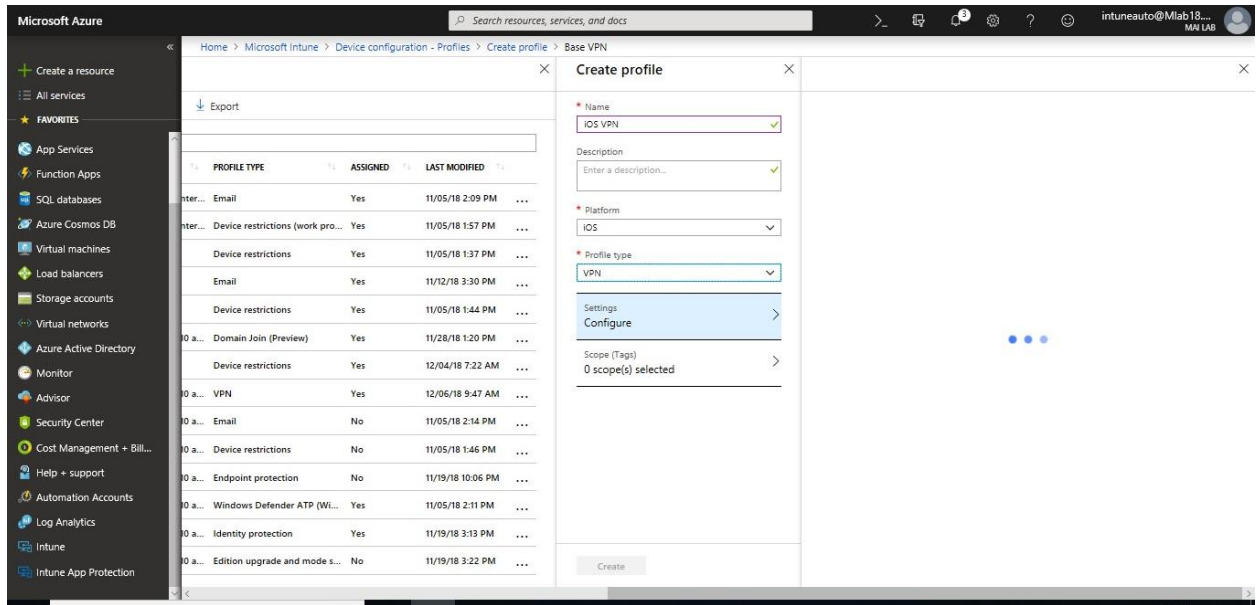 Microsoft Azure
Search resources, services, and docs
3
intuneauto@Mlab18....
MAI LAB
Home > Microsoft Intune > Device configuration - Profiles > Create profile > Base VPN
Create a resource
All services
FAVORITES
App Services
Function Apps
SQL databases
Azure Cosmos DB
Virtual machines
Load balancers
Storage accounts
Virtual networks
Azure Active Directory
Monitor
Advisor
Security Center
Cost Management + Bill...
Help + support
Automation Accounts
Log Analytics
Intune
Intune App Protection
Export
PROFILE TYPE ASSIGNED LAST MODIFIED
nter... Email Yes 11/05/18 2:09 PM ...
nter... Device restrictions (work pro... Yes 11/05/18 1:57 PM ...
Device restrictions Yes 11/05/18 1:37 PM ...
Email Yes 11/12/18 3:30 PM ...
Device restrictions Yes 11/05/18 1:44 PM ...
10 a... Domain Join (Preview) Yes 11/28/18 1:20 PM ...
Device restrictions Yes 12/04/18 7:22 AM ...
10 a... VPN Yes 12/06/18 9:47 AM ...
10 a... Email No 11/05/18 2:14 PM ...
10 a... Device restrictions No 11/05/18 1:46 PM ...
10 a... Endpoint protection No 11/19/18 10:06 PM ...
10 a... Windows Defender ATP (Wi... Yes 11/05/18 2:11 PM ...
10 a... Identity protection Yes 11/19/18 3:13 PM ...
10 a... Edition upgrade and mode s... No 11/19/18 3:22 PM ...
Create profile
* Name
iOS VPN
Description
Enter a description...
* Platform
iOS
* Profile type
VPN
Settings
Configure
Scope (Tags)
0 scope(s) selected
Create